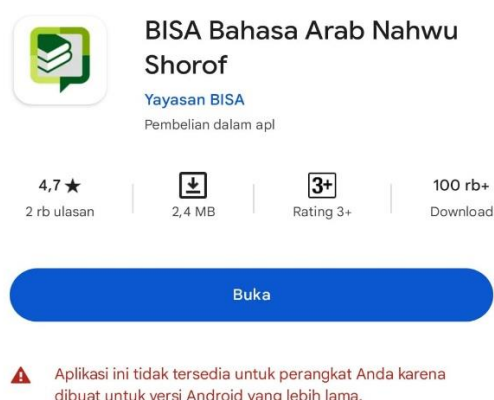 BISA Bahasa Arab Nahwu
Shorof
Yayasan BISA
Pembelian dalam apl
4,7 ★
2 rb ulasan
2,4 MB
3+
Rating 3+
100 rb+
Download
Buka
Aplikasi ini tidak tersedia untuk perangkat Anda karena
dibuat untuk versi Android yang lebih lama.